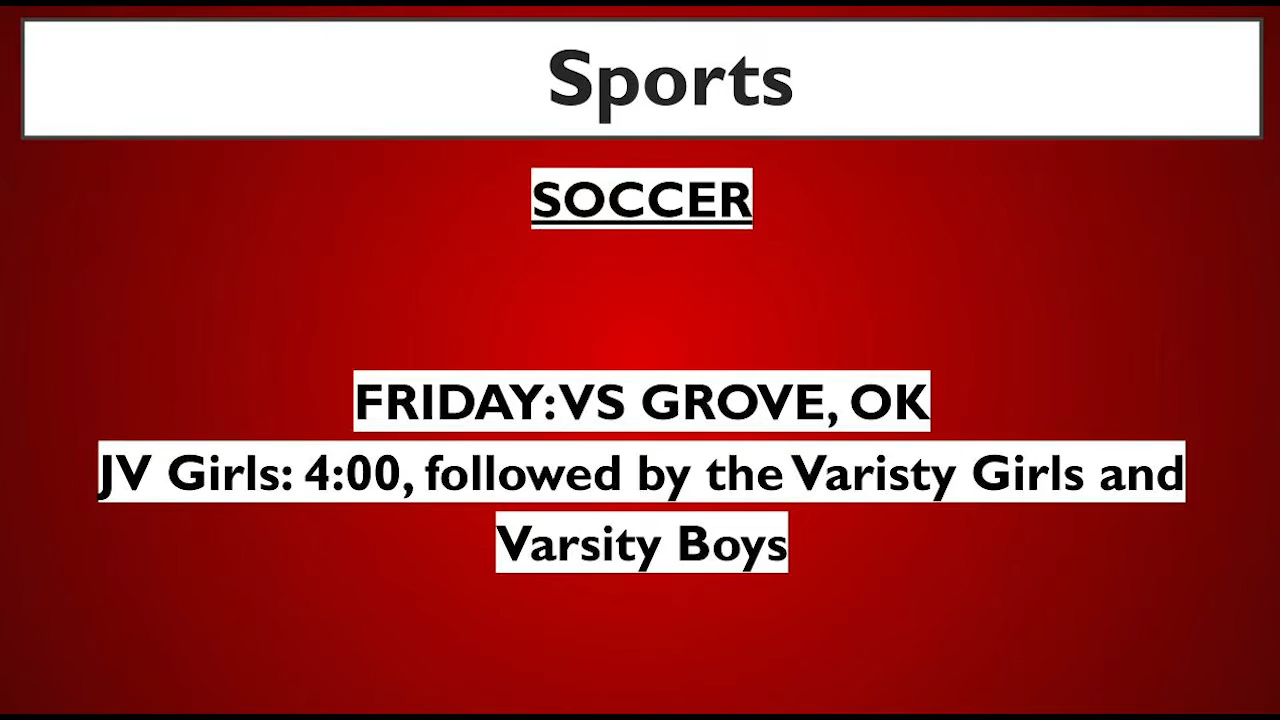 Sports
SOCCER
FRIDAY: VS GROVE, OK
JV Girls: 4:00, followed by the Varisty Girls and
Varsity Boys